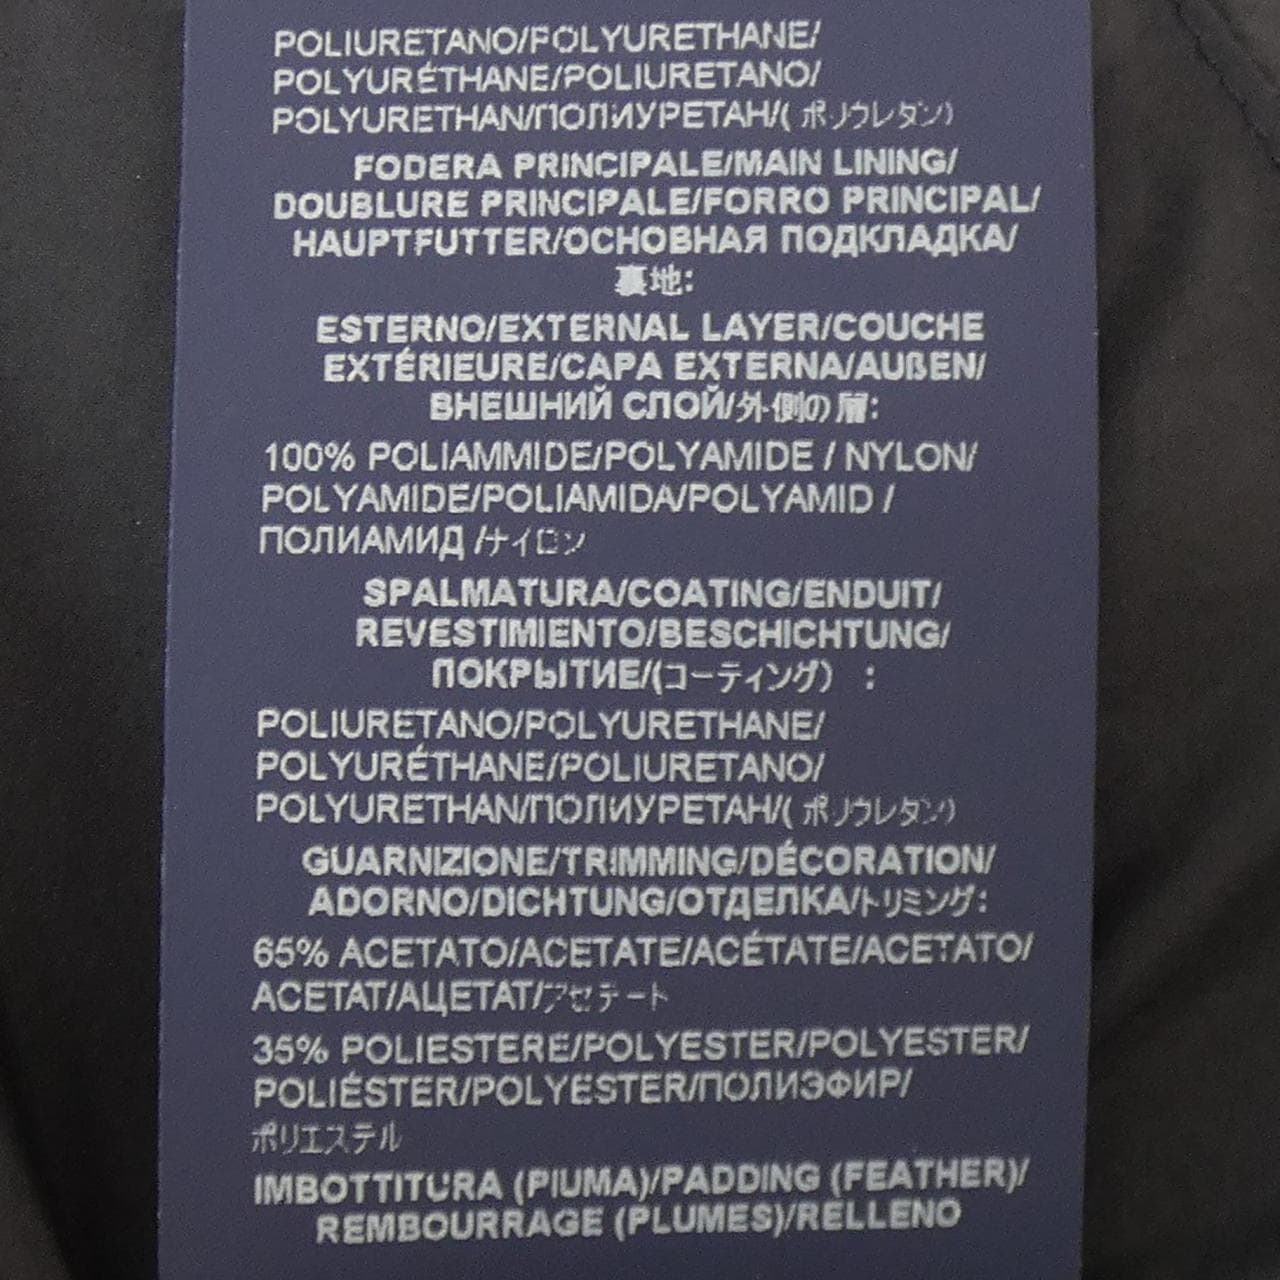 POLIURETANO/POLYURETHANE/
POLYURÉTHANE/POLIURETANO/
POLYURETHAN/ПОЛИУРЕТАН/( ポリウレタン)
FODERA PRINCIPALE/MAIN LINING/
DOUBLURE PRINCIPALE/FORRO PRINCIPAL/
HAUPTFUTTER/ОСНОВНАЯ ПОДКЛАДКА/
裏地:
ESTERNO/EXTERNAL LAYER/COUCHE
EXTÉRIEURE/CAPA EXTERNA/AUßEN/
ВНЕШНИЙ СЛОЙ/外側の層:
100% POLIAMMIDE/POLYAMIDE / NYLON/
POLYAMIDE/POLIAMIDA/POLYAMID /
ПОЛИАМИД /ナイロン
SPALMATURA/COATING/ENDUIT/
REVESTIMIENTO/BESCHICHTUNG/
ПОКРЫТИЕ/(コーティング) :
POLIURETANO/POLYURETHANE/
POLYURÉTHANE/POLIURETANO/
POLYURETHAN/ПОЛИУРЕТАН/( ポリウレタン)
GUARNIZIONE/TRIMMING/DÉCORATION/
ADORNO/DICHTUNG/ОТДЕЛКА/トリミング:
65% ACETATO/ACETATE/ACÉTATE/ACETATO/
ACETAT/АЦЕТАТ/アセテート
35% POLIESTERE/POLYESTER/POLYESTER/
POLIÉSTER/POLYESTER/ПОЛИЭФИР/
ポリエステル
IMBOTTITURA (PIUMA)/PADDING (FEATHER)/
REMBOURRAGE (PLUMES)/RELLENO